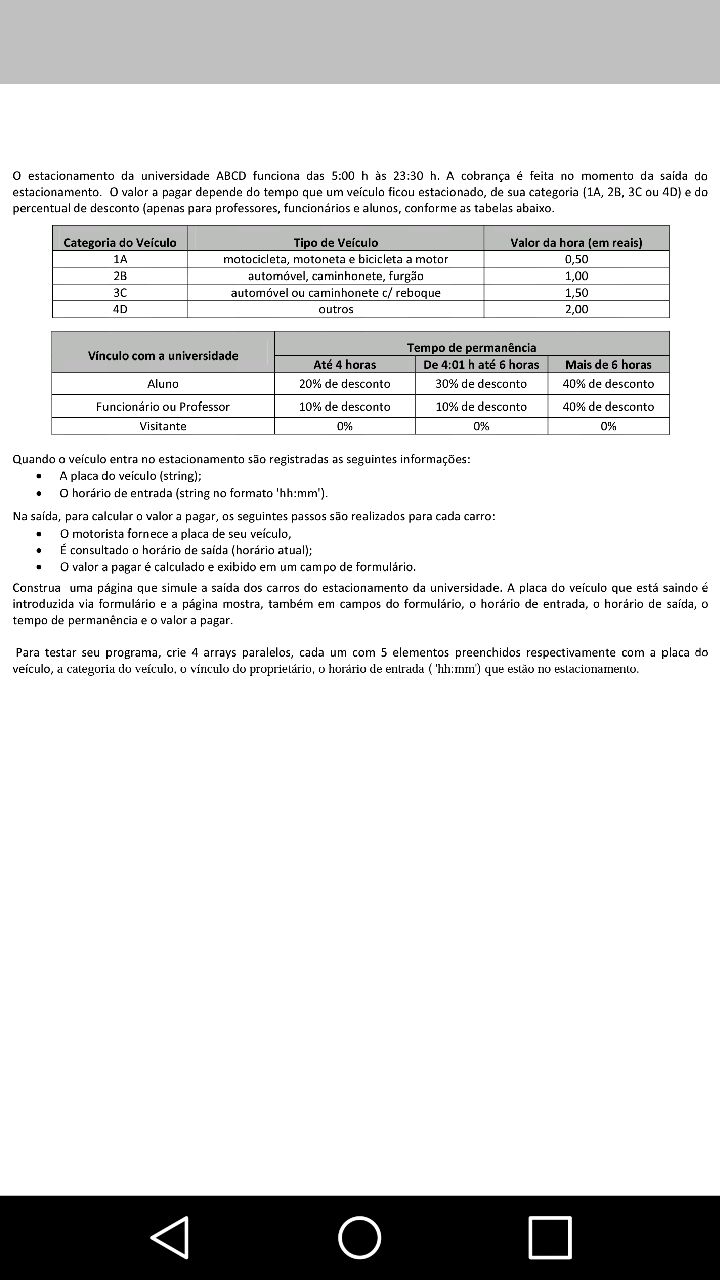 O estacionamento da universidade ABCD funciona das 5:00 h às 23:30 h. A cobrança é feita no momento da saída do
estacionamento. O valor a pagar depende do tempo que um veículo ficou estacionado, de sua categoria (1A, 2B, 3C ou 4D) e do
percentual de desconto (apenas para professores, funcionários e alunos, conforme as tabelas abaixo.
Categoria do Veículo Tipo de Veículo Valor da hora (em reais)
1A motocicleta, motoneta e bicicleta a motor 0,50
2B automóvel, caminhonete, furgão 1,00
3C automóvel ou caminhonete c/ reboque 1,50
4D outros 2,00
Vínculo com a universidade Tempo de permanência
Até 4 horas De 4:01 h até 6 horas Mais de 6 horas
Aluno 20% de desconto 30% de desconto 40% de desconto
Funcionário ou Professor 10% de desconto 10% de desconto 40% de desconto
Visitante 0% 0% 0%
Quando o veículo entra no estacionamento são registradas as seguintes informações:
• A placa do veículo (string);
• O horário de entrada (string no formato 'hh:mm').
Na saída, para calcular o valor a pagar, os seguintes passos são realizados para cada carro:
• O motorista fornece a placa de seu veículo,
• É consultado o horário de saída (horário atual);
• O valor a pagar é calculado e exibido em um campo de formulário.
Construa uma página que simule a saída dos carros do estacionamento da universidade. A placa do veículo que está saindo é
introduzida via formulário e a página mostra, também em campos do formulário, o horário de entrada, o horário de saída, o
tempo de permanência e o valor a pagar.
Para testar seu programa, crie 4 arrays paralelos, cada um com 5 elementos preenchidos respectivamente com a placa do
veículo, a categoria do veículo, o vínculo do proprietário, o horário de entrada ( 'hh:mm') que estão no estacionamento.